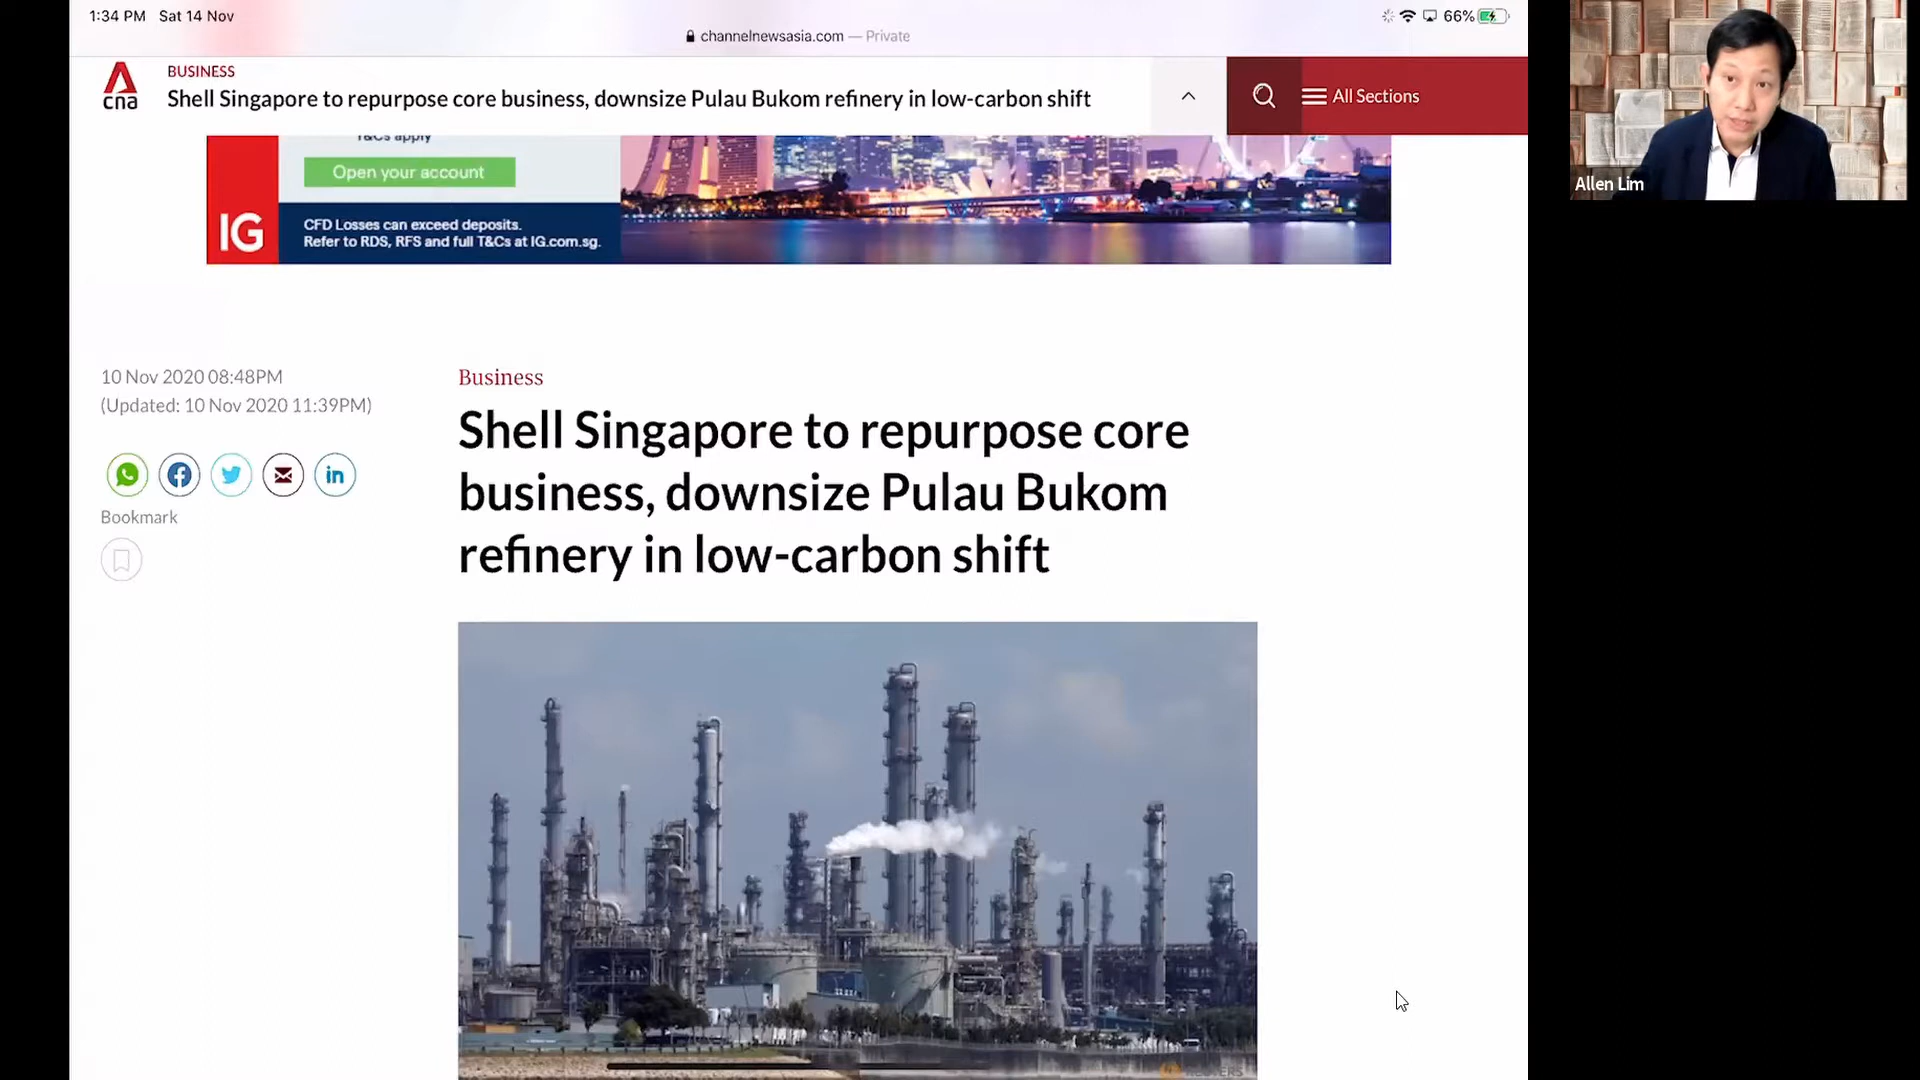 1:34 PM Sat 14 Nov
66%
channelnewsasia.com — Private
cna
BUSINESS
Shell Singapore to repurpose core business, downsize Pulau Bukom refinery in low-carbon shift
All Sections
T&Cs apply
Open your account
IG
CFD Losses can exceed deposits.
Refer to RDS, RFS and full T&Cs at IG.com.sg.
Allen Lim
10 Nov 2020 08:48PM
(Updated: 10 Nov 2020 11:39PM)
in
Bookmark
Business
Shell Singapore to repurpose core
business, downsize Pulau Bukom
refinery in low-carbon shift
REUTERS